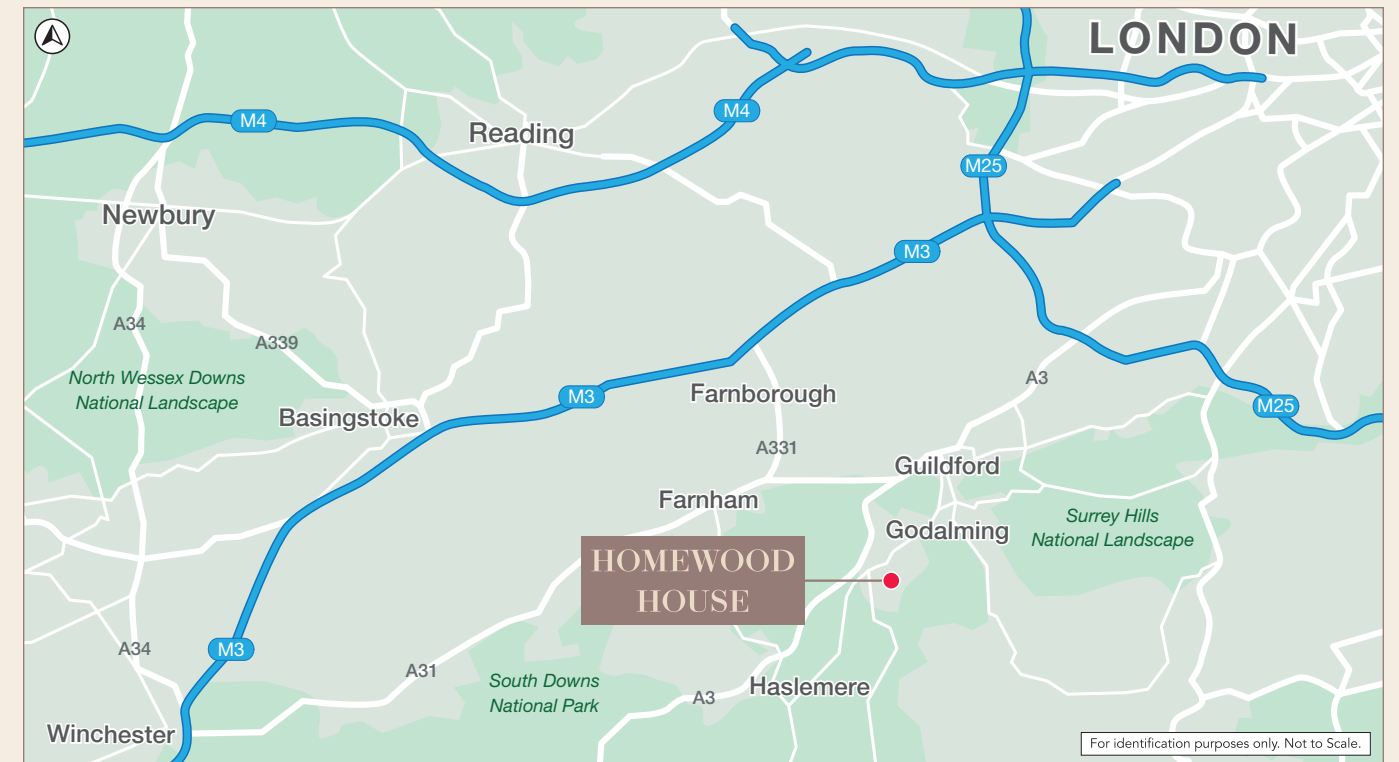 LONDON
M4
M4
Reading
M25
Newbury
M3
A34
A339
North Wessex Downs
National Landscape
A3
M3
Farnborough
M25
Basingstoke
A331
Guildford
Farnham
Surrey Hills
National Landscape
Godalming
HOMEWOOD
HOUSE
A34
M3
A31
South Downs
National Park
Haslemere
A3
Winchester
For identification purposes only. Not to Scale.